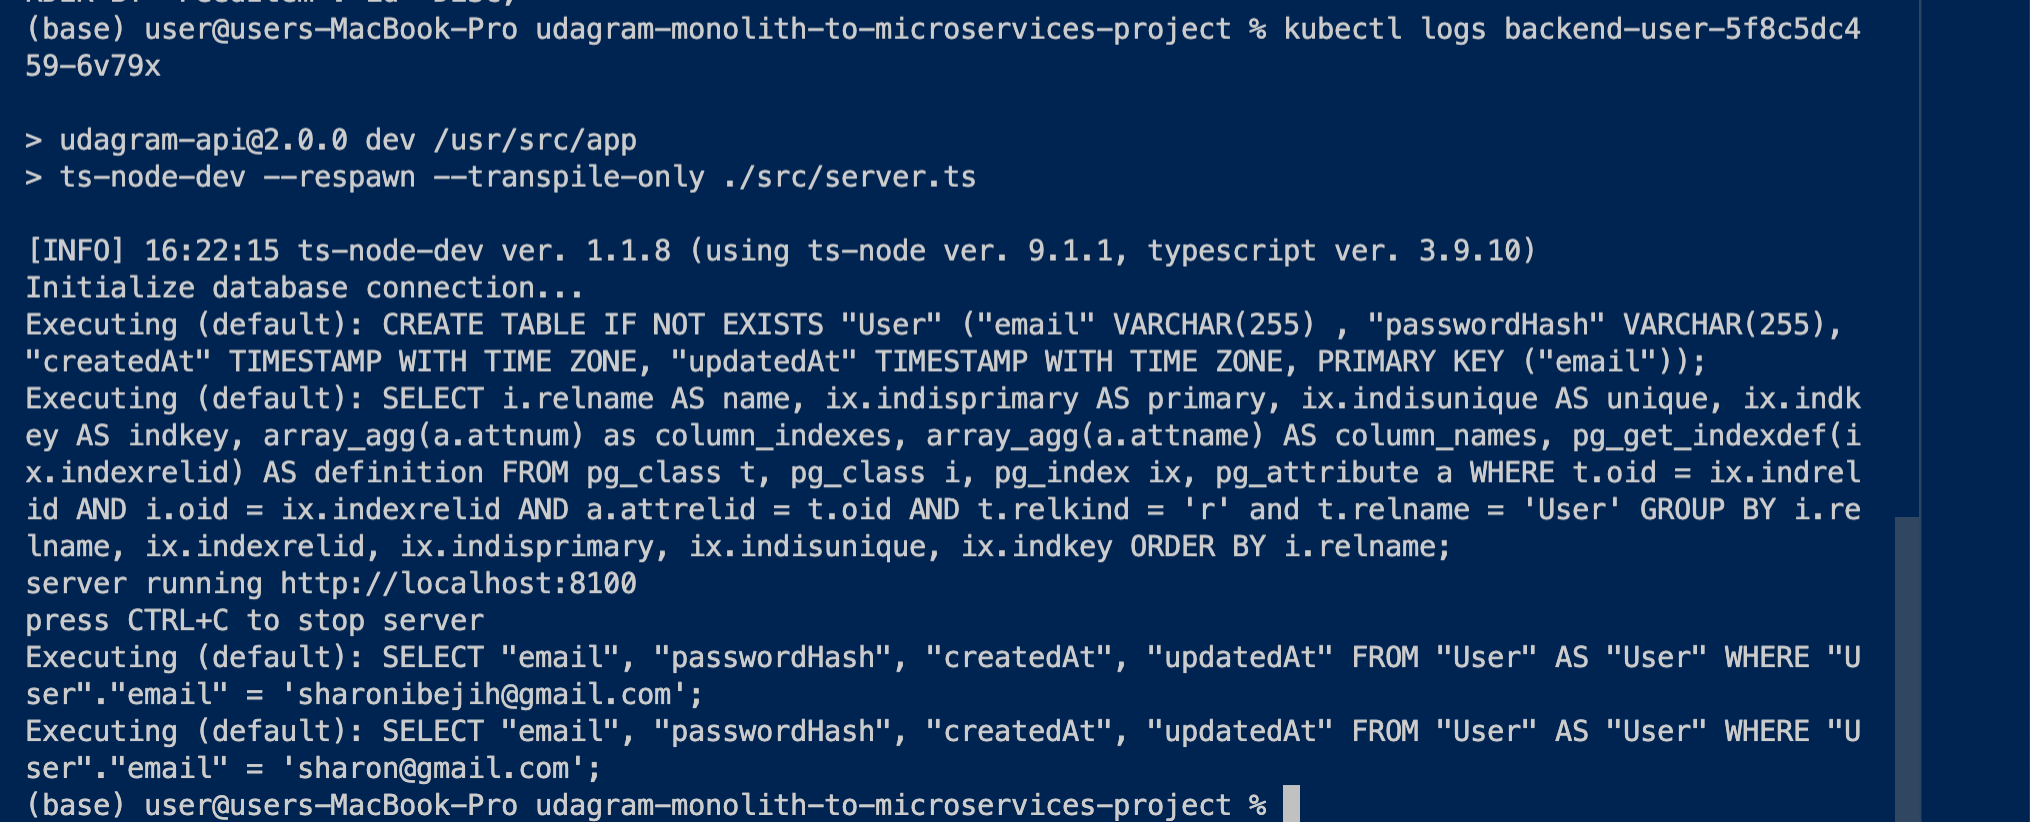 (base) user@users-MacBook-Pro udagram-monolith-to-microservices-project % kubectl logs backend-user-5f8c5dc4
59-6v79x
> udagram-api@2.0.0 dev /usr/src/app
> ts-node-dev --respawn --transpile-only ./src/server.ts
[INFO] 16:22:15 ts-node-dev ver. 1.1.8 (using ts-node ver. 9.1.1, typescript ver. 3.9.10)
Initialize database connection...
Executing (default): CREATE TABLE IF NOT EXISTS "User" ("email" VARCHAR(255) , "passwordHash" VARCHAR(255),
"createdAt" TIMESTAMP WITH TIME ZONE, "updatedAt" TIMESTAMP WITH TIME ZONE, PRIMARY KEY ("email"));
Executing (default): SELECT i.relname AS name, ix.indisprimary AS primary, ix.indisunique AS unique, ix.indk
ey AS indkey, array_agg(a.attnum) as column_indexes, array_agg(a.attname) AS column_names, pg_get_indexdef(i
x.indexrelid) AS definition FROM pg_class t, pg_class i, pg_index ix, pg_attribute a WHERE t.oid = ix.indrel
id AND i.oid = ix.indexrelid AND a.attrelid = t.oid AND t.relkind = 'r' and t.relname = 'User' GROUP BY i.re
lname, ix.indexrelid, ix.indisprimary, ix.indisunique, ix.indkey ORDER BY i.relname;
server running http://localhost:8100
press CTRL+C to stop server
Executing (default): SELECT "email", "passwordHash", "createdAt", "updatedAt" FROM "User" AS "User" WHERE "U
ser"."email" = 'sharonibejih@gmail.com';
Executing (default): SELECT "email", "passwordHash", "createdAt", "updatedAt" FROM "User" AS "User" WHERE "U
ser"."email" = 'sharon@gmail.com';
(base) user@users-MacBook-Pro udagram-monolith-to-microservices-project %